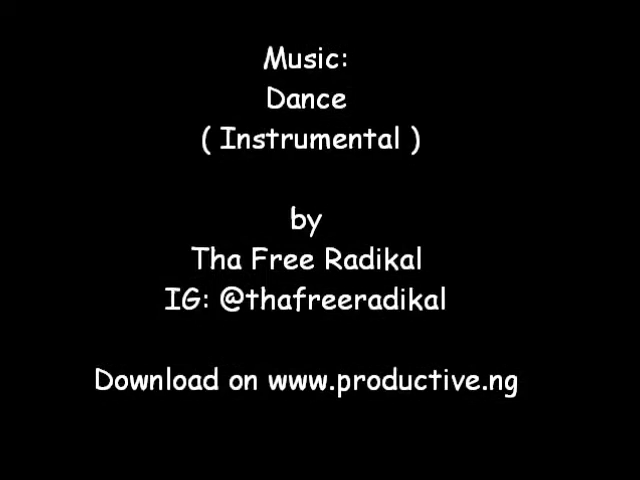 Music:
Dance
( Instrumental )
by
Tha Free Radikal
IG: @thafreeradikal
Download on www.productive.ng